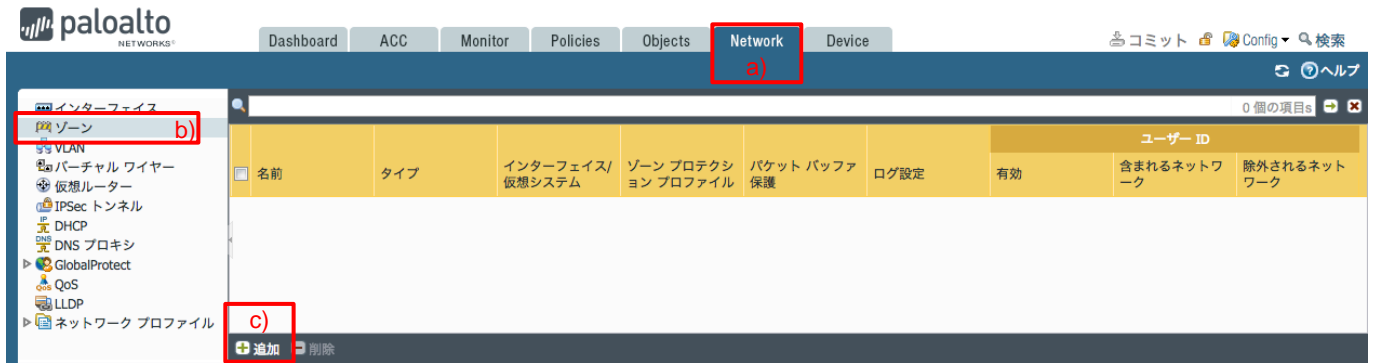 paloalto
NETWORKS®
Dashboard
ACC
Monitor
Policies
Objects
Network
Device
コミット
Config
検索
a)
ヘルプ
インターフェイス
ゾーン
b)
VLAN
バーチャル ワイヤー
仮想ルーター
IPSec トンネル
DHCP
DNS プロキシ
GlobalProtect
QoS
LLDP
ネットワーク プロファイル
0 個の項目s
ユーザー ID
名前
タイプ
インターフェイス/
仮想システム
ゾーン プロテクシ
ョン プロファイル
パケット バッファ
保護
ログ設定
有効
含まれるネットワ
ーク
除外されるネット
ワーク
c)
追加
削除